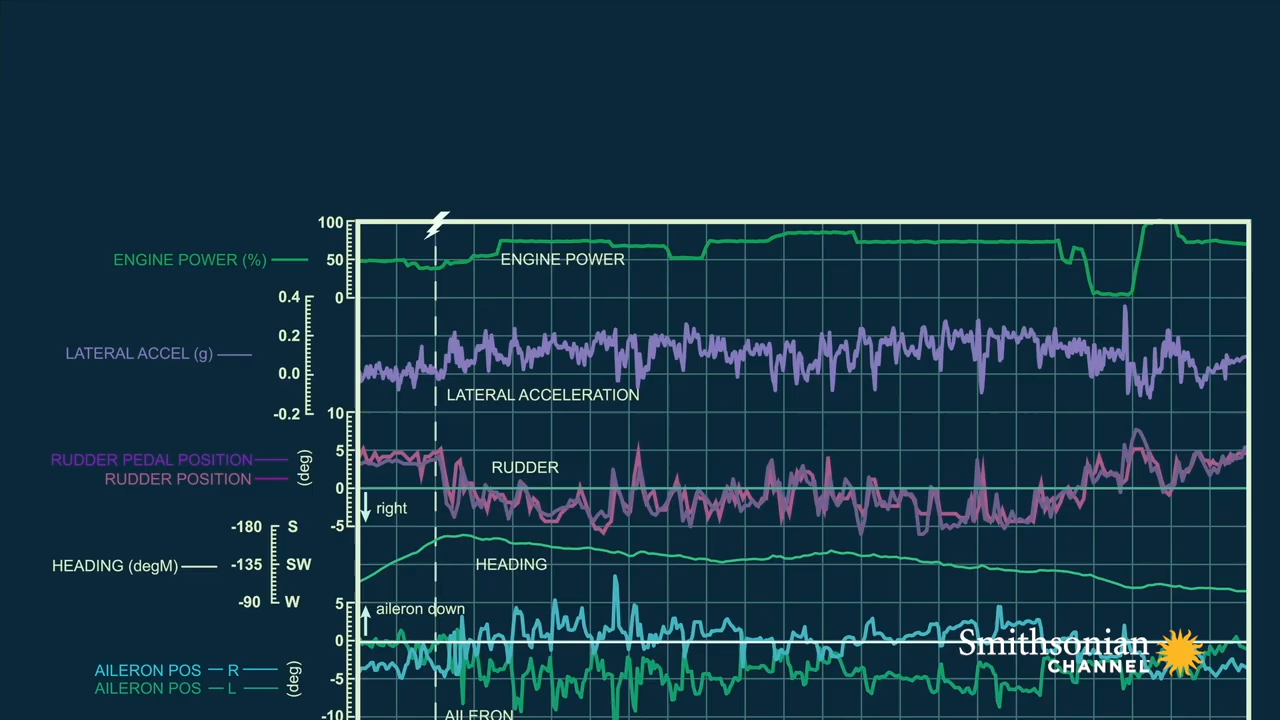 100
ENGINE POWER (%)
50
ENGINE POWER
0
0.4
0.2
LATERAL ACCEL (g)
0.0
-0.2
LATERAL ACCELERATION
10
5
RUDDER PEDAL POSITION
RUDDER POSITION
(deg)
RUDDER
0
right
-5
-180 S
HEADING (degM)
-135 SW
HEADING
-90 W
5
aileron down
0
Smithsonian
CHANNEL
AILERON POS - R
AILERON POS - L
(deg)
-5
-10
AILERON